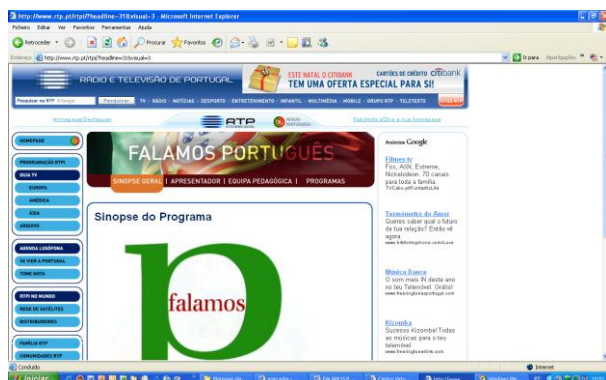 http://www.rtp.pt/rtpi/?headline=31&visual=3 - Microsoft Internet Explorer
Ficheiro Editar Ver Favoritos Ferramentas Ajuda
Retroceder Procurar Favoritos
Endereço http://www.rtp.pt/rtpi/?headline=31&visual=3 Ir para Hiperligações
RÁDIO E TELEVISÃO DE PORTUGAL
ESTE NATAL O CITIBANK
TEM UMA OFERTA ESPECIAL PARA SI!
CARTÕES DE CRÉDITO citibank
Pesquisar na RTP Pesquisar TV - RÁDIO - NOTÍCIAS - DESPORTO - ENTRETENIMENTO - INFANTIL - MULTIMÉDIA - MOBILE - GRUPO RTP - TELETEXTO SITES RTP
RTP
HOMEPAGE
PROGRAMAÇÃO RTPI
GUIA TV
EUROPA
AMÉRICA
ÁSIA
ARQUIVO
AGENDA LUSÓFONA
SE VIER A PORTUGAL
TOME NOTA
RTPI NO MUNDO
REDE DE SATÉLITES
DISTRIBUIDORES
FAMÍLIA RTP
COMUNIDADES RTP
FALAMOS PORTUGUÊS
SINOPSE GERAL | APRESENTADOR | EQUIPA PEDAGÓGICA | PROGRAMAS
Sinopse do Programa
falamos
Anúncios Google
Filmes tv
Fox, AXN, Extreme,
Nickelodeon. 70 canais
para toda a família.
Termómetro do Amor
Queres saber qual o futuro
da tua relação? Então vê
agora
Música Dance
O som mais IN deste ano
no teu Telemóvel. Grátis!
Kizomba
Sucesso Kizomba! Todas
as músicas para o teu
telemóvel
Concluído
Internet
Iniciar